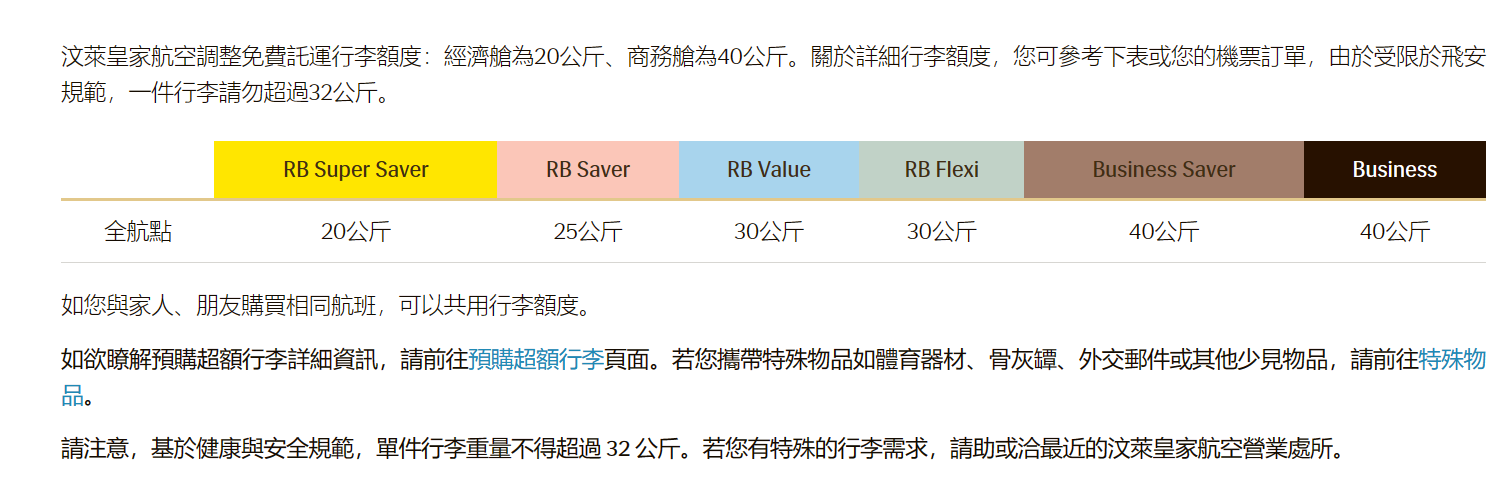 汶萊皇家航空調整免費託運行李額度：經濟艙為20公斤、商務艙為40公斤。關於詳細行李額度，您可參考下表或您的機票訂單，由於受限於飛安
規範，一件行李請勿超過32公斤。
RB Super Saver RB Saver RB Value RB Flexi Business Saver Business
全航點 20公斤 25公斤 30公斤 30公斤 40公斤 40公斤
如您與家人、朋友購買相同航班，可以共用行李額度。
如欲瞭解預購超額行李詳細資訊，請前往預購超額行李頁面。若您攜帶特殊物品如體育器材、骨灰罈、外交郵件或其他少見物品，請前往特殊物
品。
請注意，基於健康與安全規範，單件行李重量不得超過 32 公斤。若您有特殊的行李需求，請助或洽最近的汶萊皇家航空營業處所。